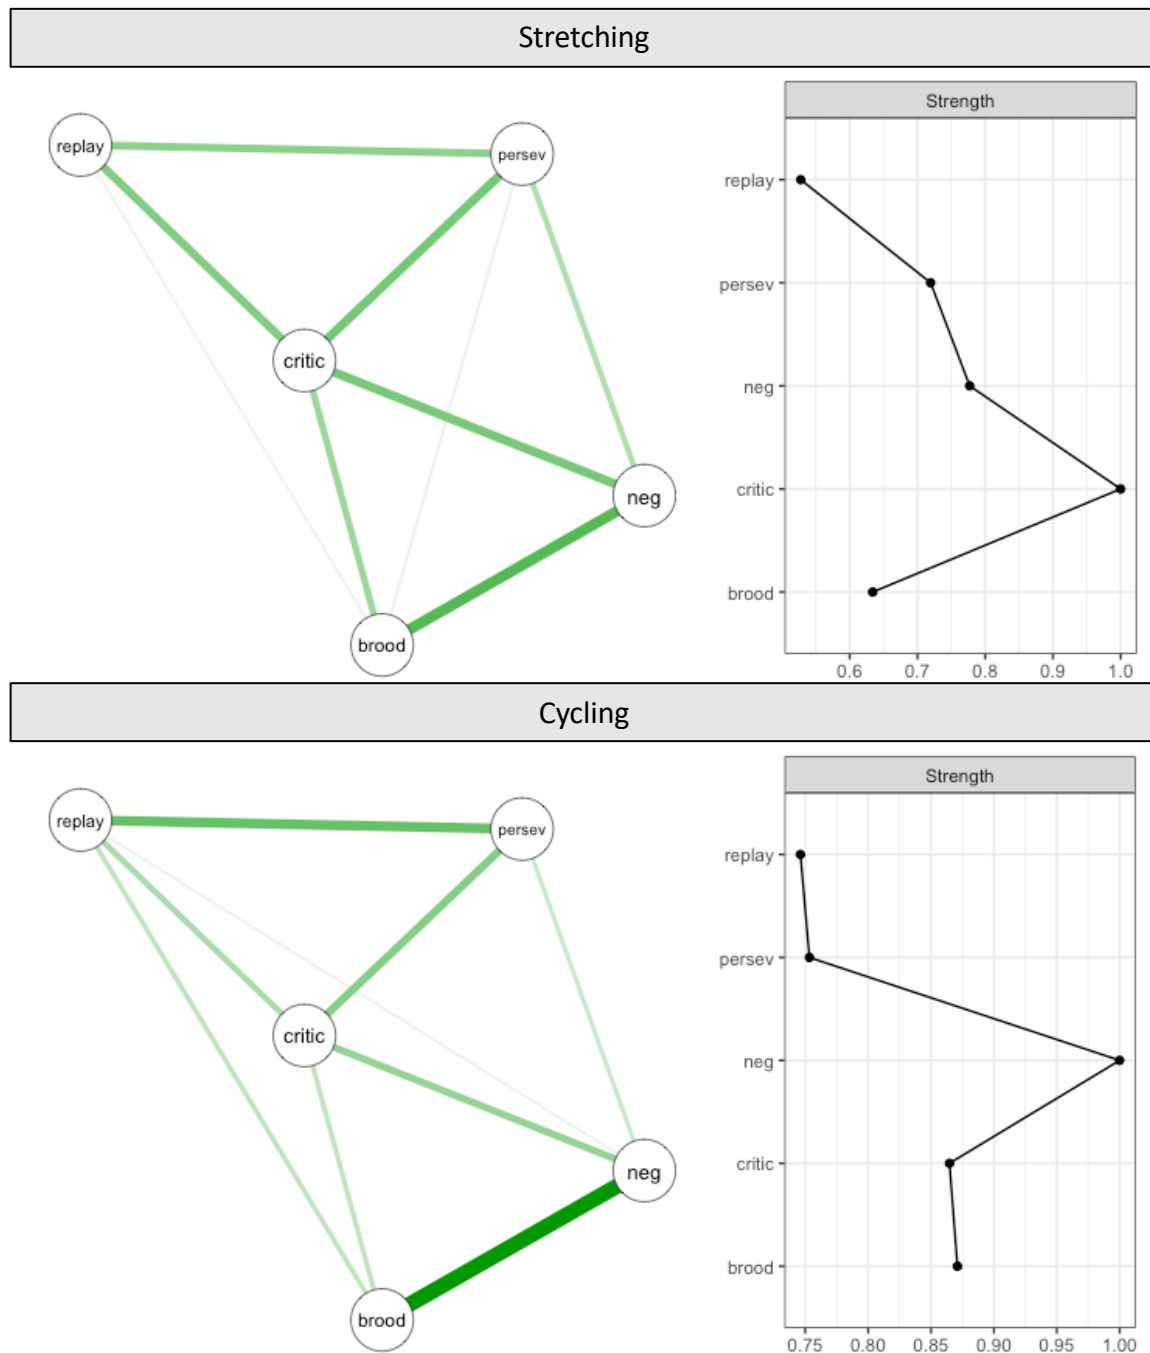 Stretching
replay
persev
critic
neg
brood
Strength
replay
persev
neg
critic
brood
0.6 0.7 0.8 0.9 1.0
Cycling
replay
persev
critic
neg
brood
Strength
replay
persev
neg
critic
brood
0.75 0.80 0.85 0.90 0.95 1.00